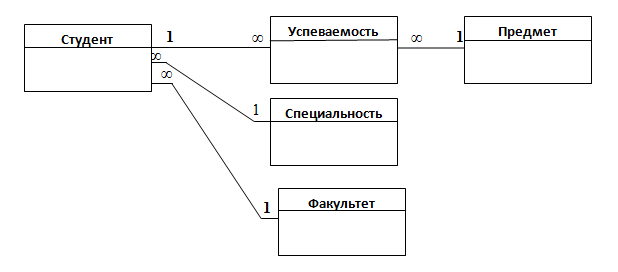 Студент 1 ∞ Успеваемость ∞ 1 Предмет
∞
∞
1 Специальность
1 Факультет